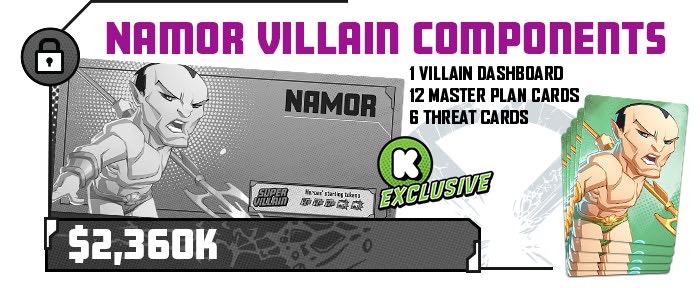 NAMOR VILLAIN COMPONENTS
1 VILLAIN DASHBOARD
12 MASTER PLAN CARDS
6 THREAT CARDS
NAMOR
SUPER
VILLAIN
Heroes' starting tokens
K
EXCLUSIVE
$2,360K